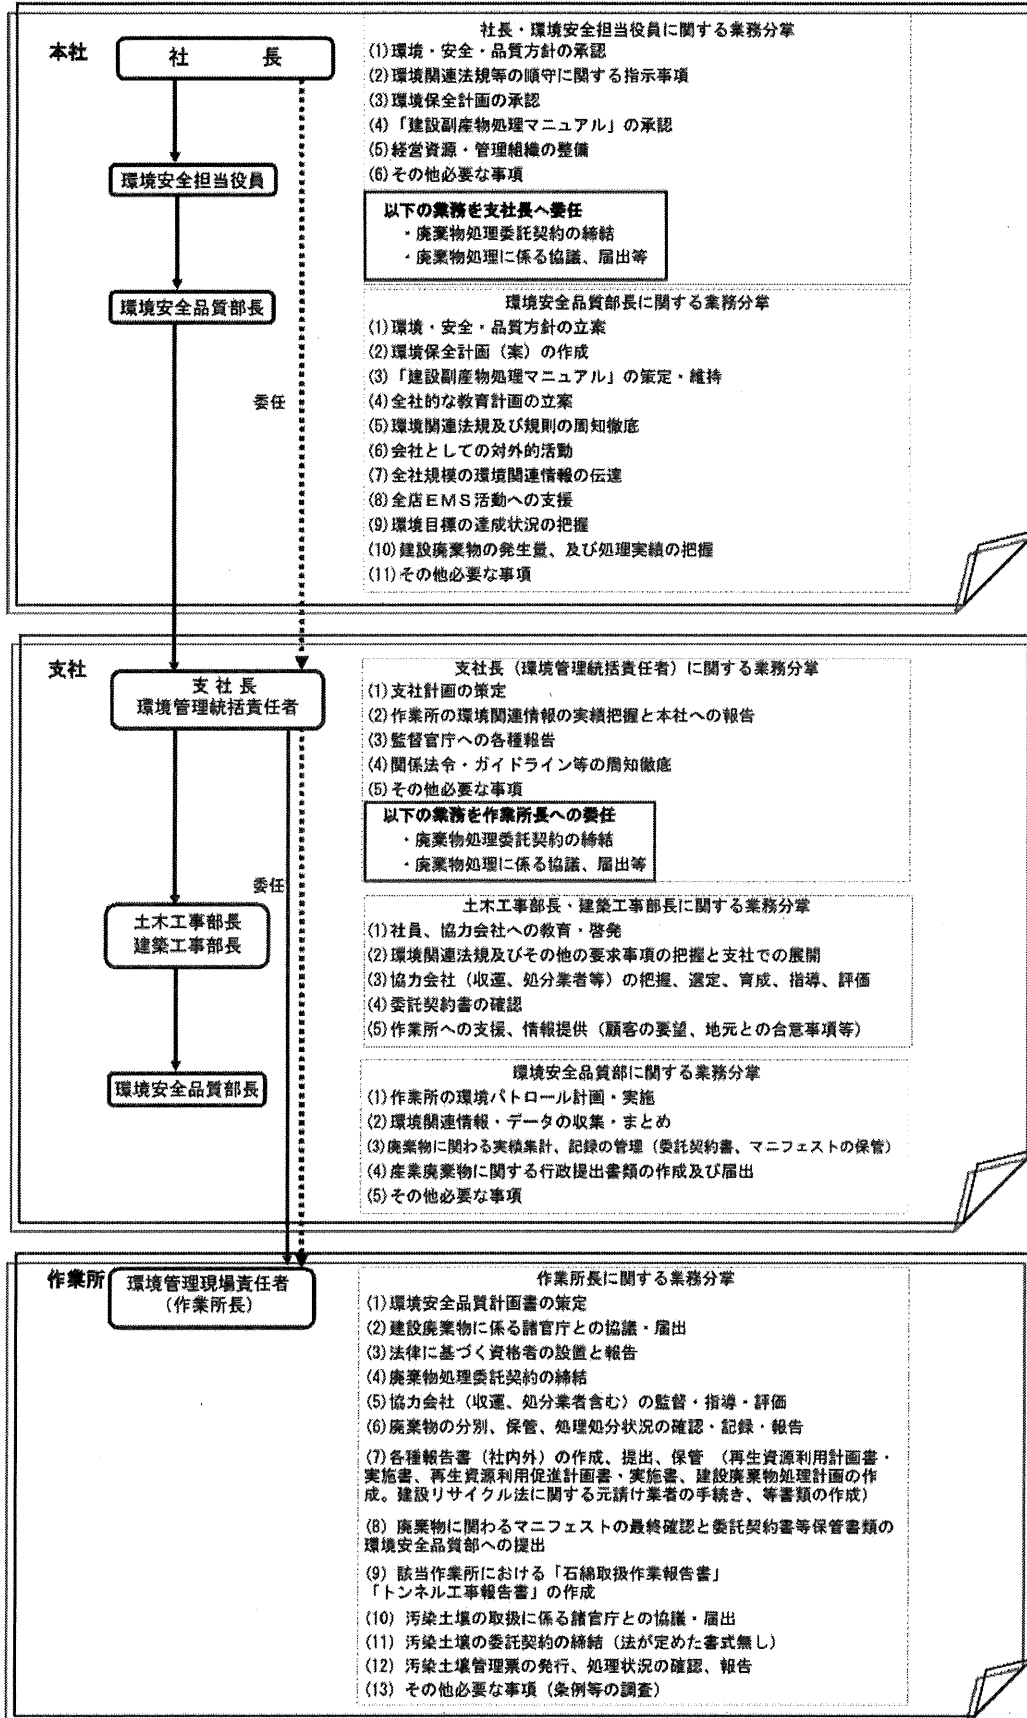 本社
社　　　長
環境安全担当役員
環境安全品質部長
委任
社長・環境安全担当役員に関する業務分掌
(1)環境・安全・品質方針の承認
(2)環境関連法規等の順守に関する指示事項
(3)環境保全計画の承認
(4)「建設副産物処理マニュアル」の承認
(5)経営資源・管理組織の整備
(6)その他必要な事項
以下の業務を支社長へ委任
・廃棄物処理委託契約の締結
・廃棄物処理に係る協議、届出等
環境安全品質部長に関する業務分掌
(1)環境・安全・品質方針の立案
(2)環境保全計画（案）の作成
(3)「建設副産物処理マニュアル」の策定・維持
(4)全社的な教育計画の立案
(5)環境関連法規及び規則の周知徹底
(6)会社としての対外的活動
(7)全社規模の環境関連情報の伝達
(8)全店ＥＭＳ活動への支援
(9)環境目標の達成状況の把握
(10)建設廃棄物の発生量、及び処理実績の把握
(11)その他必要な事項
支社
支 社 長
環境管理統括責任者
委任
土木工事部長
建築工事部長
環境安全品質部長
支社長（環境管理統括責任者）に関する業務分掌
(1)支社計画の策定
(2)作業所の環境関連情報の実績把握と本社への報告
(3)監督官庁への各種報告
(4)関係法令・ガイドライン等の周知徹底
(5)その他必要な事項
以下の業務を作業所長への委任
・廃棄物処理委託契約の締結
・廃棄物処理に係る協議、届出等
土木工事部長・建築工事部長に関する業務分掌
(1)社員、協力会社への教育・啓発
(2)環境関連法規及びその他の要求事項の把握と支社での展開
(3)協力会社（収運、処分業者等）の把握、選定、育成、指導、評価
(4)委託契約書の確認
(5)作業所への支援、情報提供（顧客の要望、地元との合意事項等）
環境安全品質部に関する業務分掌
(1)作業所の環境パトロール計画・実施
(2)環境関連情報・データの収集・まとめ
(3)廃棄物に関わる実績集計、記録の管理（委託契約書、マニフェストの保管）
(4)産業廃棄物に関する行政提出書類の作成及び届出
(5)その他必要な事項
作業所
環境管理現場責任者
（作業所長）
作業所長に関する業務分掌
(1)環境安全品質計画書の策定
(2)建設廃棄物に係る諸官庁との協議・届出
(3)法律に基づく資格者の設置と報告
(4)廃棄物処理委託契約の締結
(5)協力会社（収運、処分業者含む）の監督・指導・評価
(6)廃棄物の分別、保管、処理処分状況の確認・記録・報告
(7)各種報告書（社内外）の作成、提出、保管　（再生資源利用計画書・
実施書、再生資源利用促進計画書・実施書、建設廃棄物処理計画の作
成。建設リサイクル法に関する元請け業者の手続き、等書類の作成）
(8) 廃棄物に関わるマニフェストの最終確認と委託契約書等保管書類の
環境安全品質部への提出
(9) 該当作業所における「石綿取扱作業報告書」
「トンネル工事報告書」の作成
(10) 汚染土壌の取扱に係る諸官庁との協議・届出
(11) 汚染土壌の委託契約の締結（法が定めた書式無し）
(12) 汚染土壌管理票の発行、処理状況の確認、報告
(13) その他必要な事項（条例等の調査）